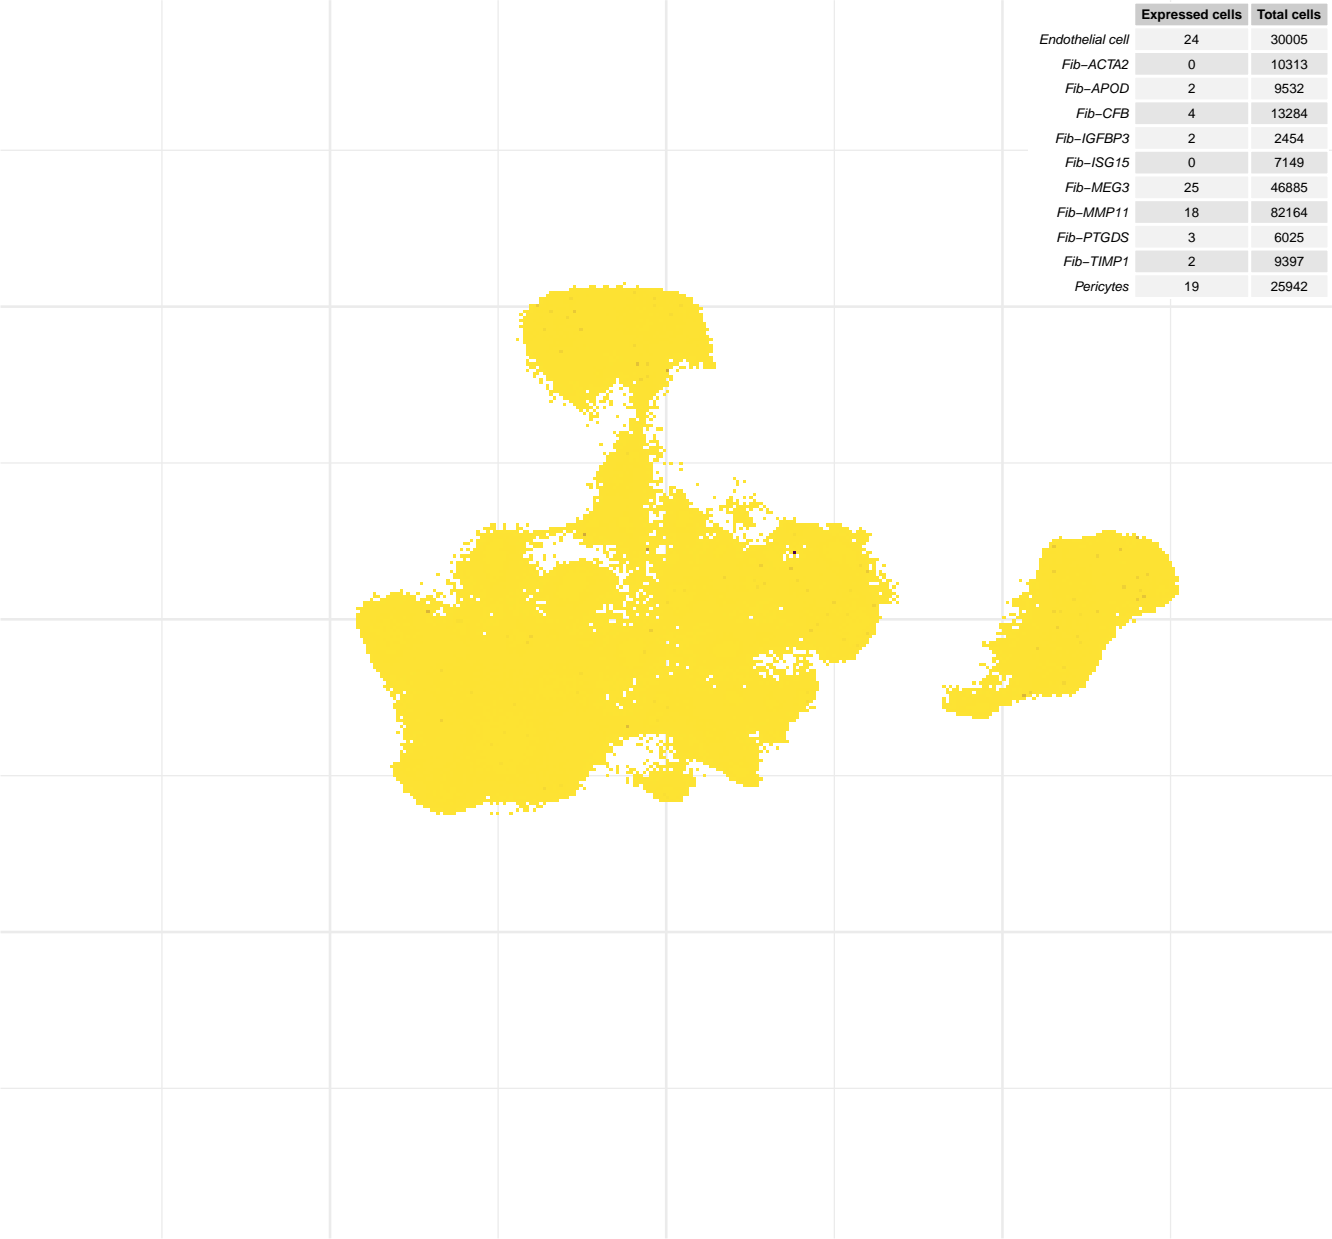 Expressed cells Total cells
Endothelial cell 24 30005
Fib−ACTA2 0 10313
Fib−APOD 2 9532
Fib−CFB 4 13284
Fib−IGFBP3 2 2454
Fib−ISG15 0 7149
Fib−MEG3 25 46885
Fib−MMP11 18 82164
Fib−PTGDS 3 6025
Fib−TIMP1 2 9397
Pericytes 19 25942